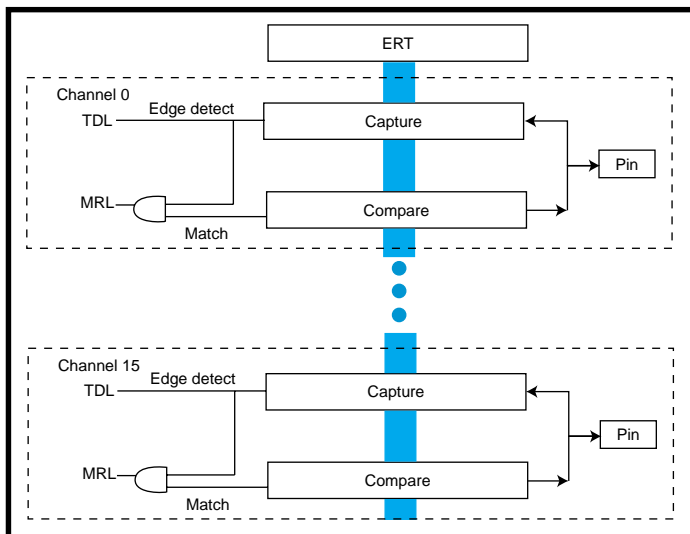 ERT
Channel 0
Edge detect
TDL
Capture
Pin
MRL
Compare
Match
Channel 15
Edge detect
TDL
Capture
Pin
MRL
Compare
Match